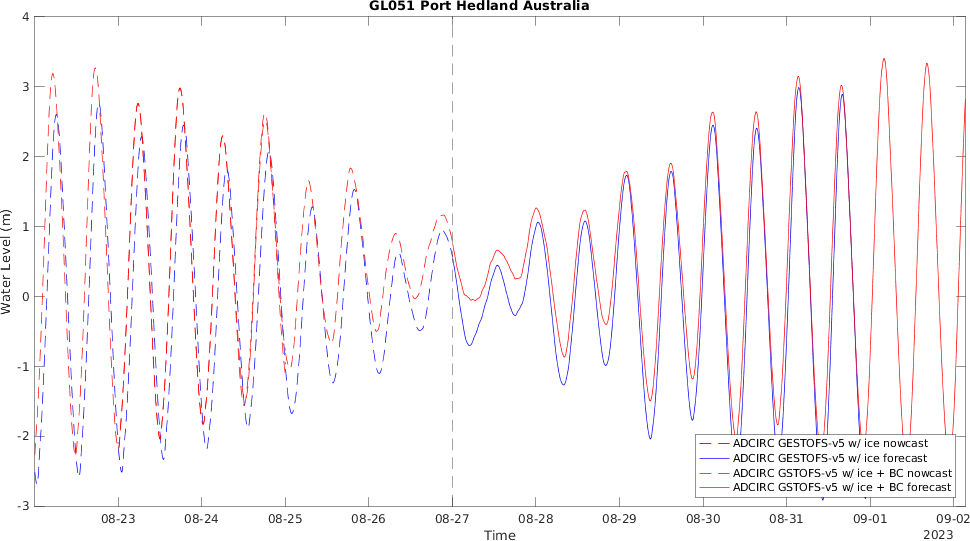 GL051 Port Hedland Australia
4
3
2
1
0
-1
-2
-3
Water Level (m)
ADCIRC GESTOFS-v5 w/ ice nowcast
ADCIRC GESTOFS-v5 w/ ice forecast
ADCIRC GSTOFS-v5 w/ ice + BC nowcast
ADCIRC GSTOFS-v5 w/ ice + BC forecast
08-23 08-24 08-25 08-26 08-27 08-28 08-29 08-30 08-31 09-01 09-02
Time
2023